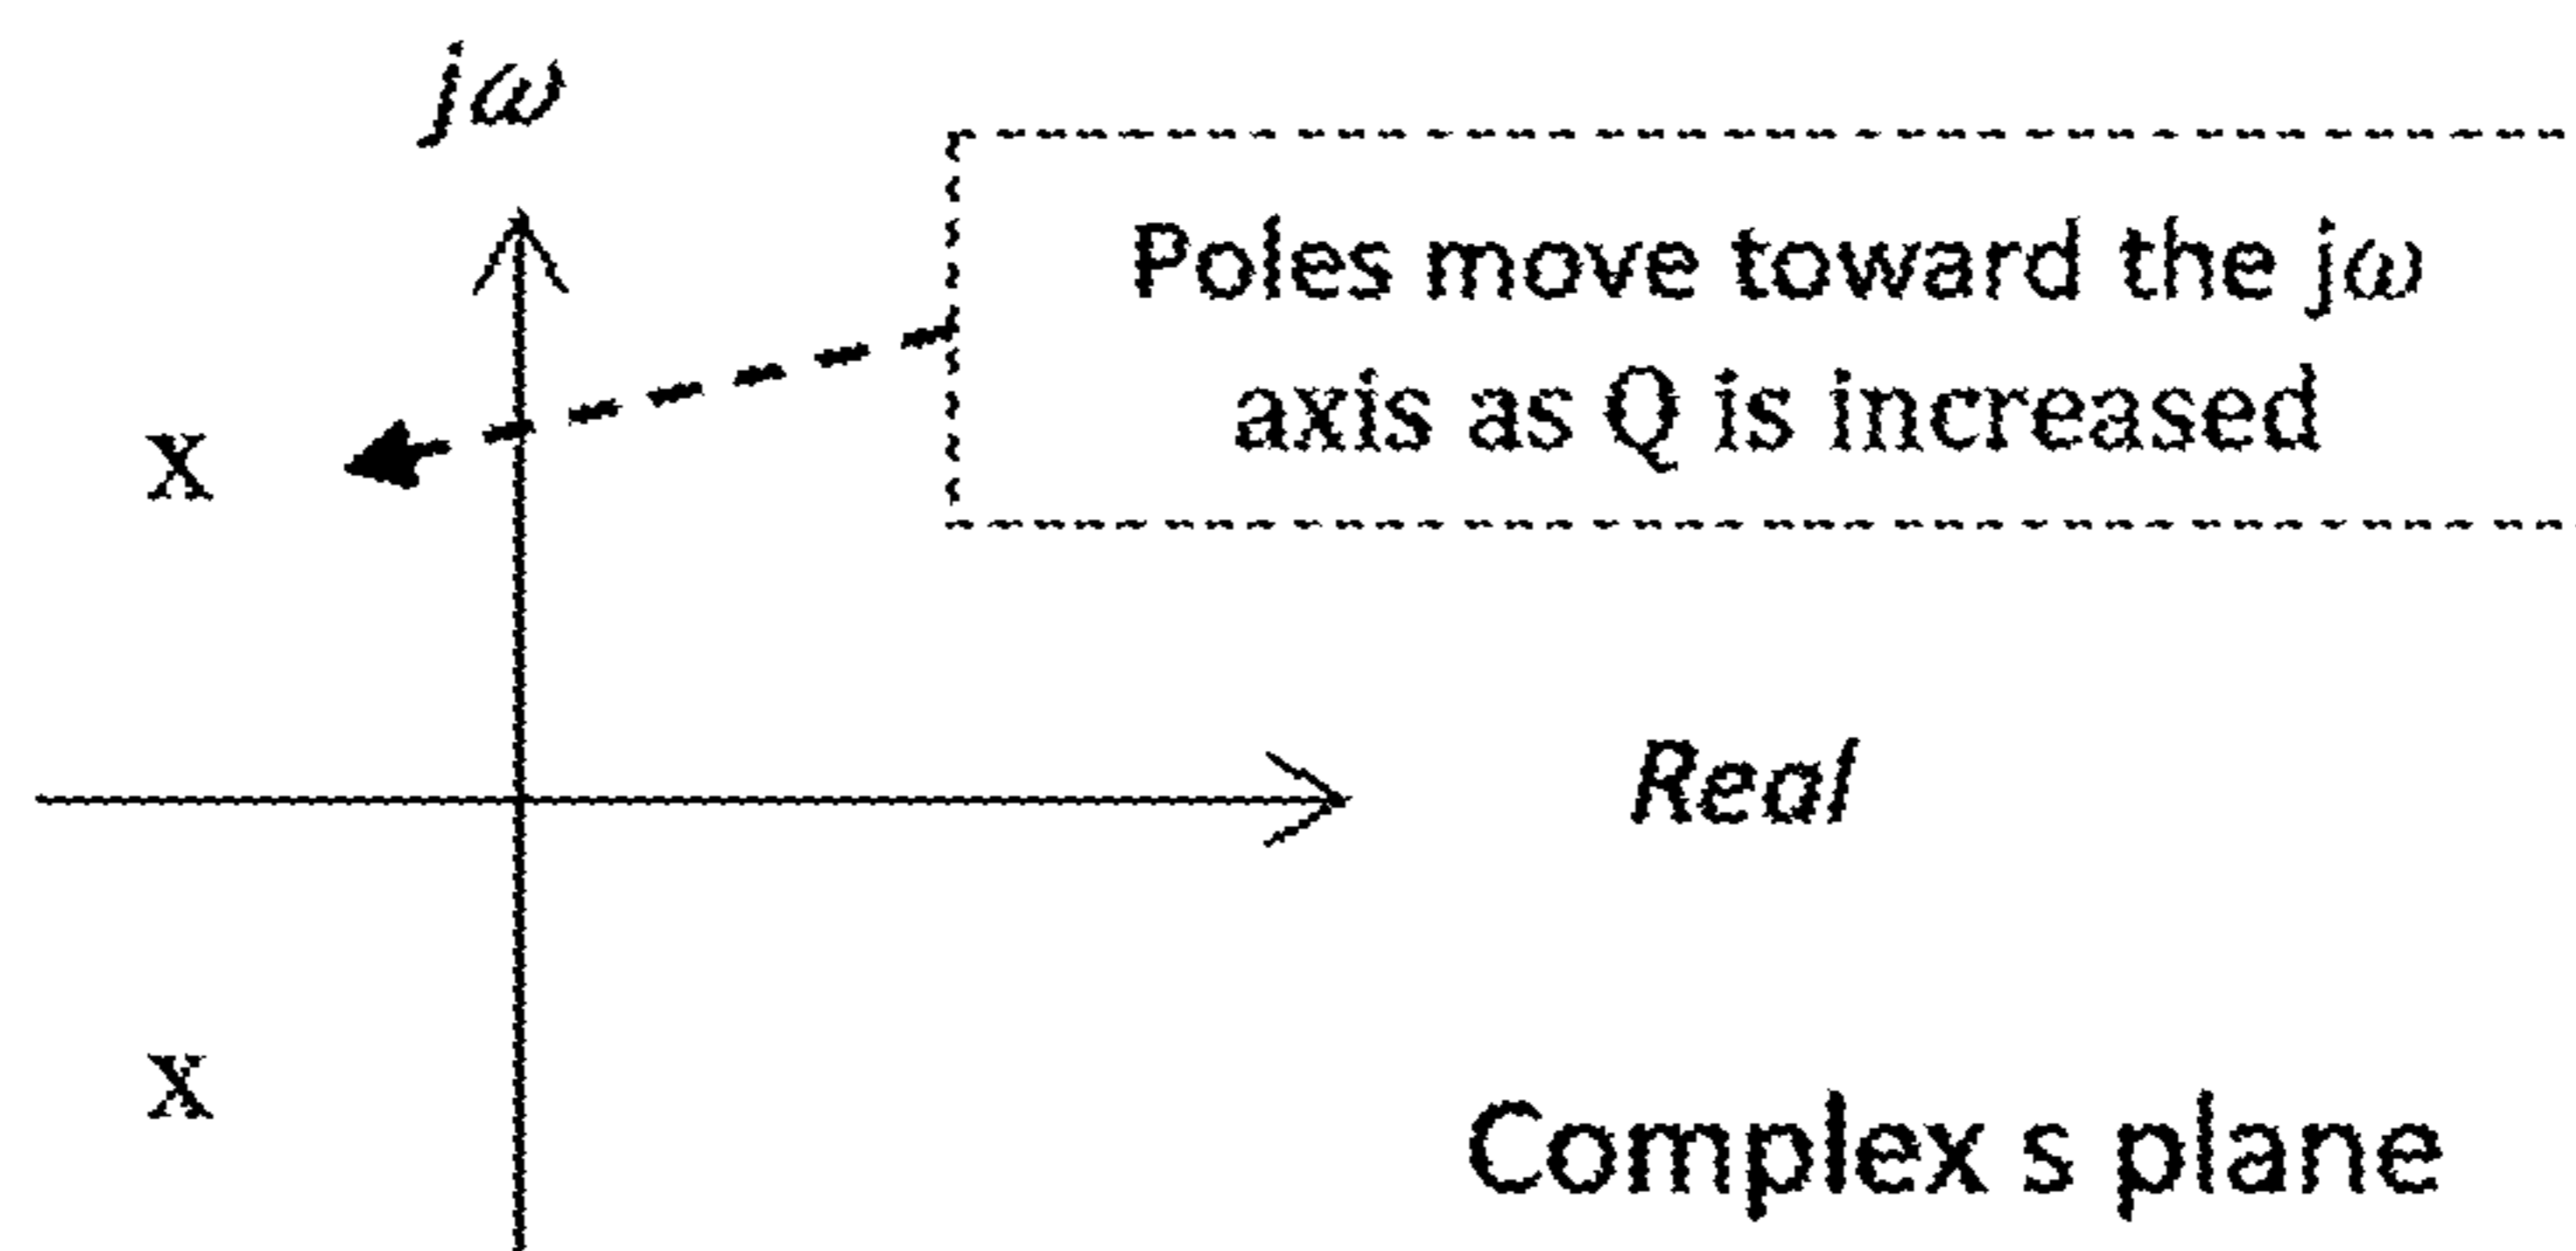 jω
Poles move toward the jω
axis as Q is increased
x
Real
x
Complex s plane